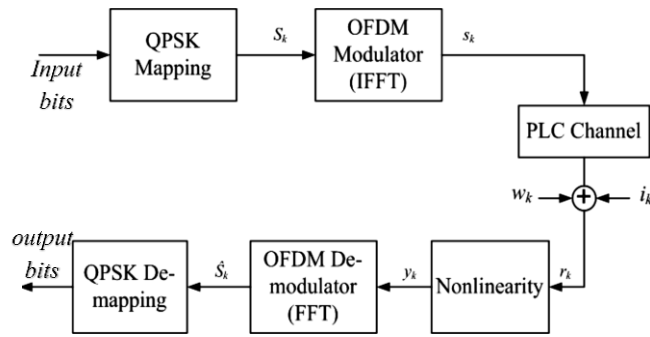 Input
bits
QPSK
Mapping
S_k
OFDM
Modulator
(IFFT)
s_k
PLC Channel
w_k
+
i_k
r_k
Nonlinearity
y_k
OFDM De-
modulator
(FFT)
Ŝ_k
QPSK De-
mapping
output
bits